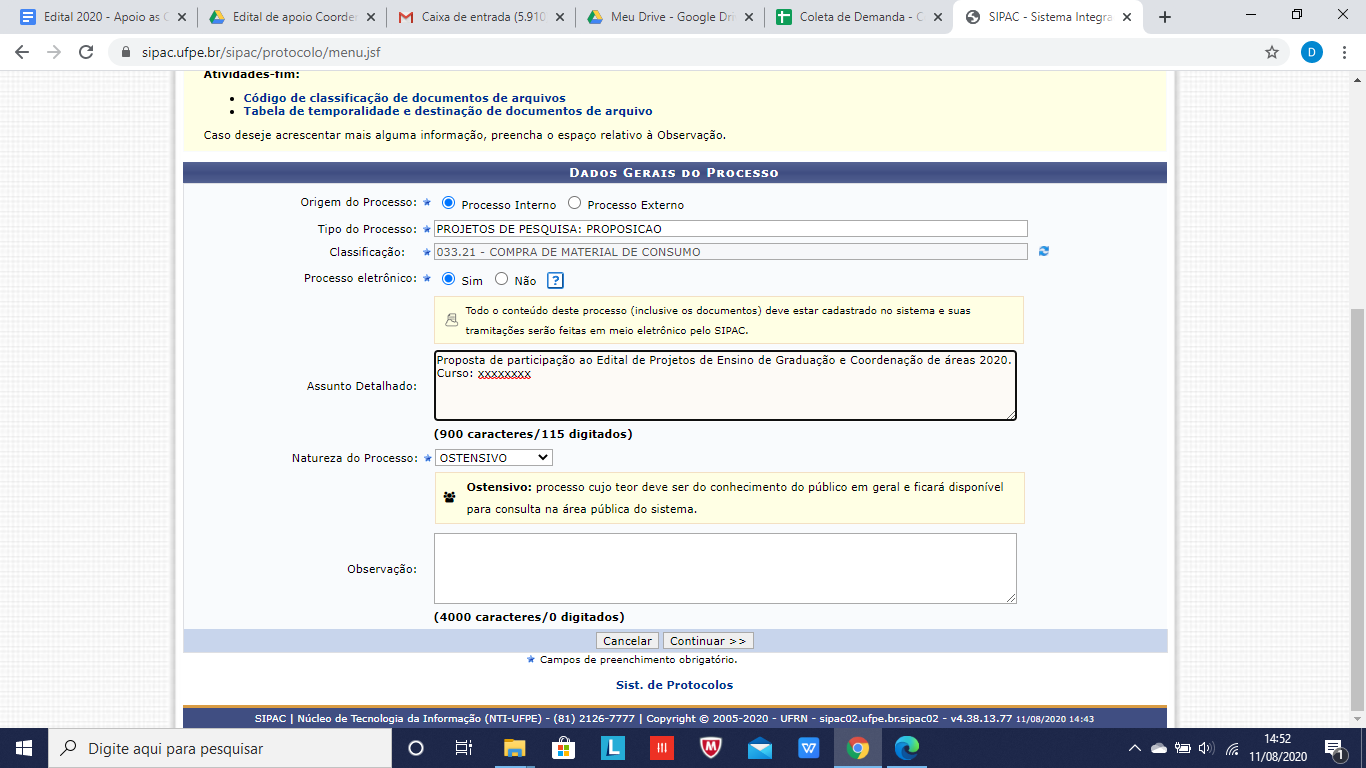 Edital 2020 - Apoio as C
Edital de apoio Coorde
Caixa de entrada (5.910
Meu Drive - Google Dri
Coleta de Demanda - C
SIPAC - Sistema Integra
sipac.ufpe.br/sipac/protocolo/menu.jsf
D
Atividades-fim:
• Código de classificação de documentos de arquivos
• Tabela de temporalidade e destinação de documentos de arquivo
Caso deseje acrescentar mais alguma informação, preencha o espaço relativo à Observação.
Dados Gerais do Processo
Origem do Processo: Processo Interno Processo Externo
Tipo do Processo: PROJETOS DE PESQUISA: PROPOSICAO
Classificação: 033.21 - COMPRA DE MATERIAL DE CONSUMO
Processo eletrônico: Sim Não ?
Todo o conteúdo deste processo (inclusive os documentos) deve estar cadastrado no sistema e suas
tramitações serão feitas em meio eletrônico pelo SIPAC.
Proposta de participação ao Edital de Projetos de Ensino de Graduação e Coordenação de áreas 2020.
Curso: xxxxxxxx
Assunto Detalhado:
(900 caracteres/115 digitados)
Natureza do Processo: OSTENSIVO
Ostensivo: processo cujo teor deve ser do conhecimento do público em geral e ficará disponível
para consulta na área pública do sistema.
Observação:
(4000 caracteres/0 digitados)
Cancelar Continuar >>
Campos de preenchimento obrigatório.
Sist. de Protocolos
SIPAC | Núcleo de Tecnologia da Informação (NTI-UFPE) - (81) 2126-7777 | Copyright © 2005-2020 - UFRN - sipac02.ufpe.br.sipac02 - v4.38.13.77 11/08/2020 14:43
Digite aqui para pesquisar
L
14:52
11/08/2020
1